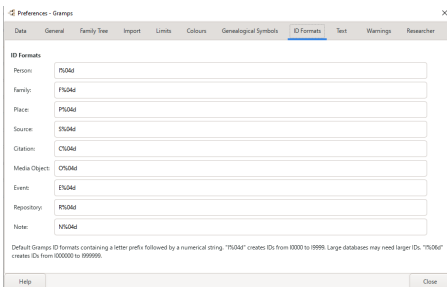 Preferences - Gramps
Data General Family Tree Import Limits Colours Genealogical Symbols ID Formats Text Warnings Researcher
ID Formats
Person: I%04d
Family: F%04d
Place: P%04d
Source: S%04d
Citation: C%04d
Media Object: O%04d
Event: E%04d
Repository: R%04d
Note: N%04d
Default Gramps ID formats containing a letter prefix followed by a numerical string. "I%04d" creates IDs from I0000 to I9999. Large databases may need larger IDs. "I%06d"
creates IDs from I000000 to I999999.
Help Close